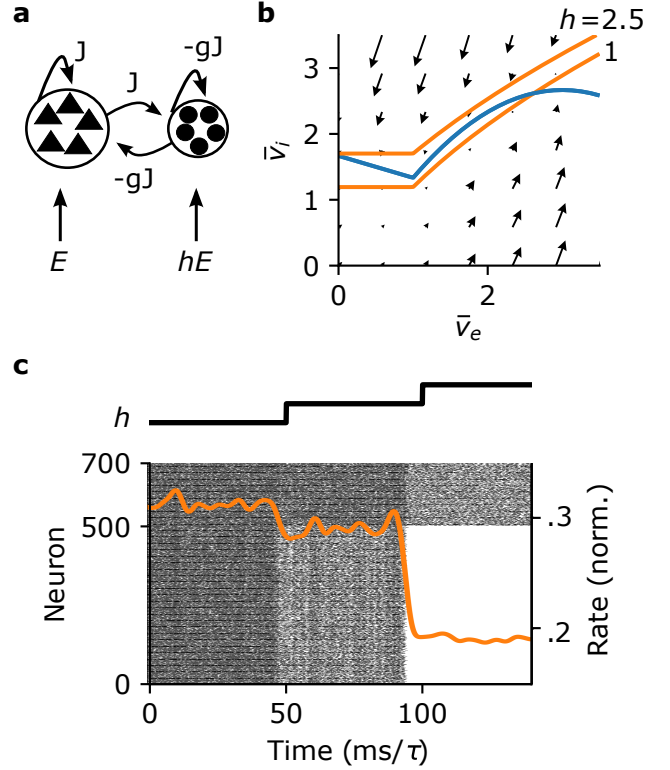 a
J
J
-gJ
-gJ
E
hE
b
h=2.5
1
3
2
1
0
0
2
v̄ᵢ
v̄ₑ
c
h
700
500
0
Neuron
.3
.2
Rate (norm.)
0
50
100
Time (ms/τ)